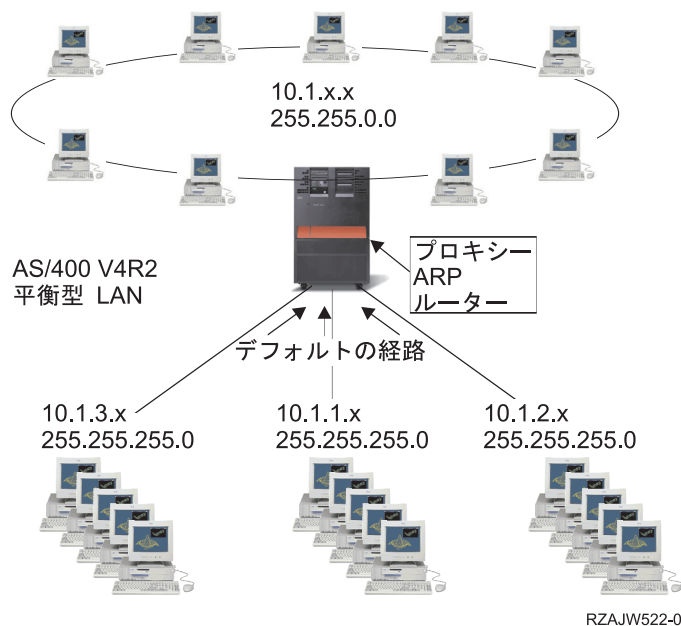 10.1.x.x
255.255.0.0
AS/400 V4R2
平衡型 LAN
プロキシー
ARP
ルーター
デフォルトの経路
10.1.3.x
255.255.255.0
10.1.1.x
255.255.255.0
10.1.2.x
255.255.255.0
RZAJW522-0